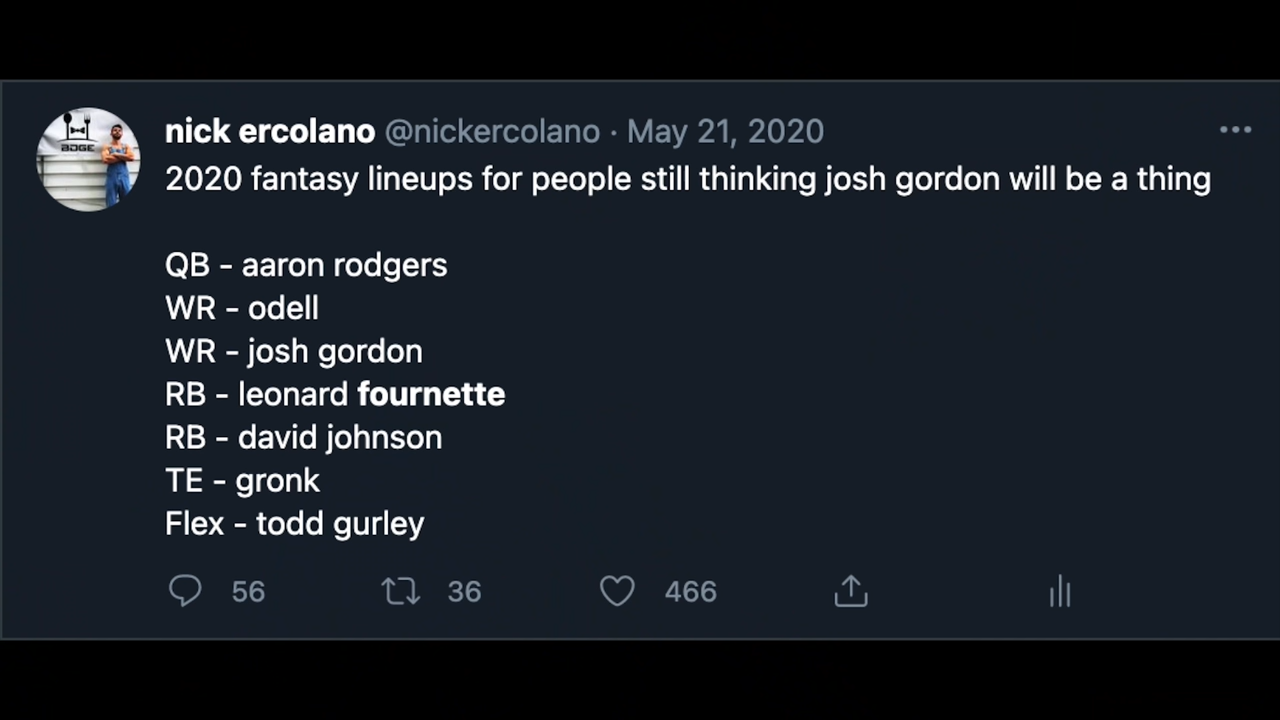 BDGE
nick ercolano @nickercolano · May 21, 2020
2020 fantasy lineups for people still thinking josh gordon will be a thing
QB - aaron rodgers
WR - odell
WR - josh gordon
RB - leonard fournette
RB - david johnson
TE - gronk
Flex - todd gurley
56 36 466